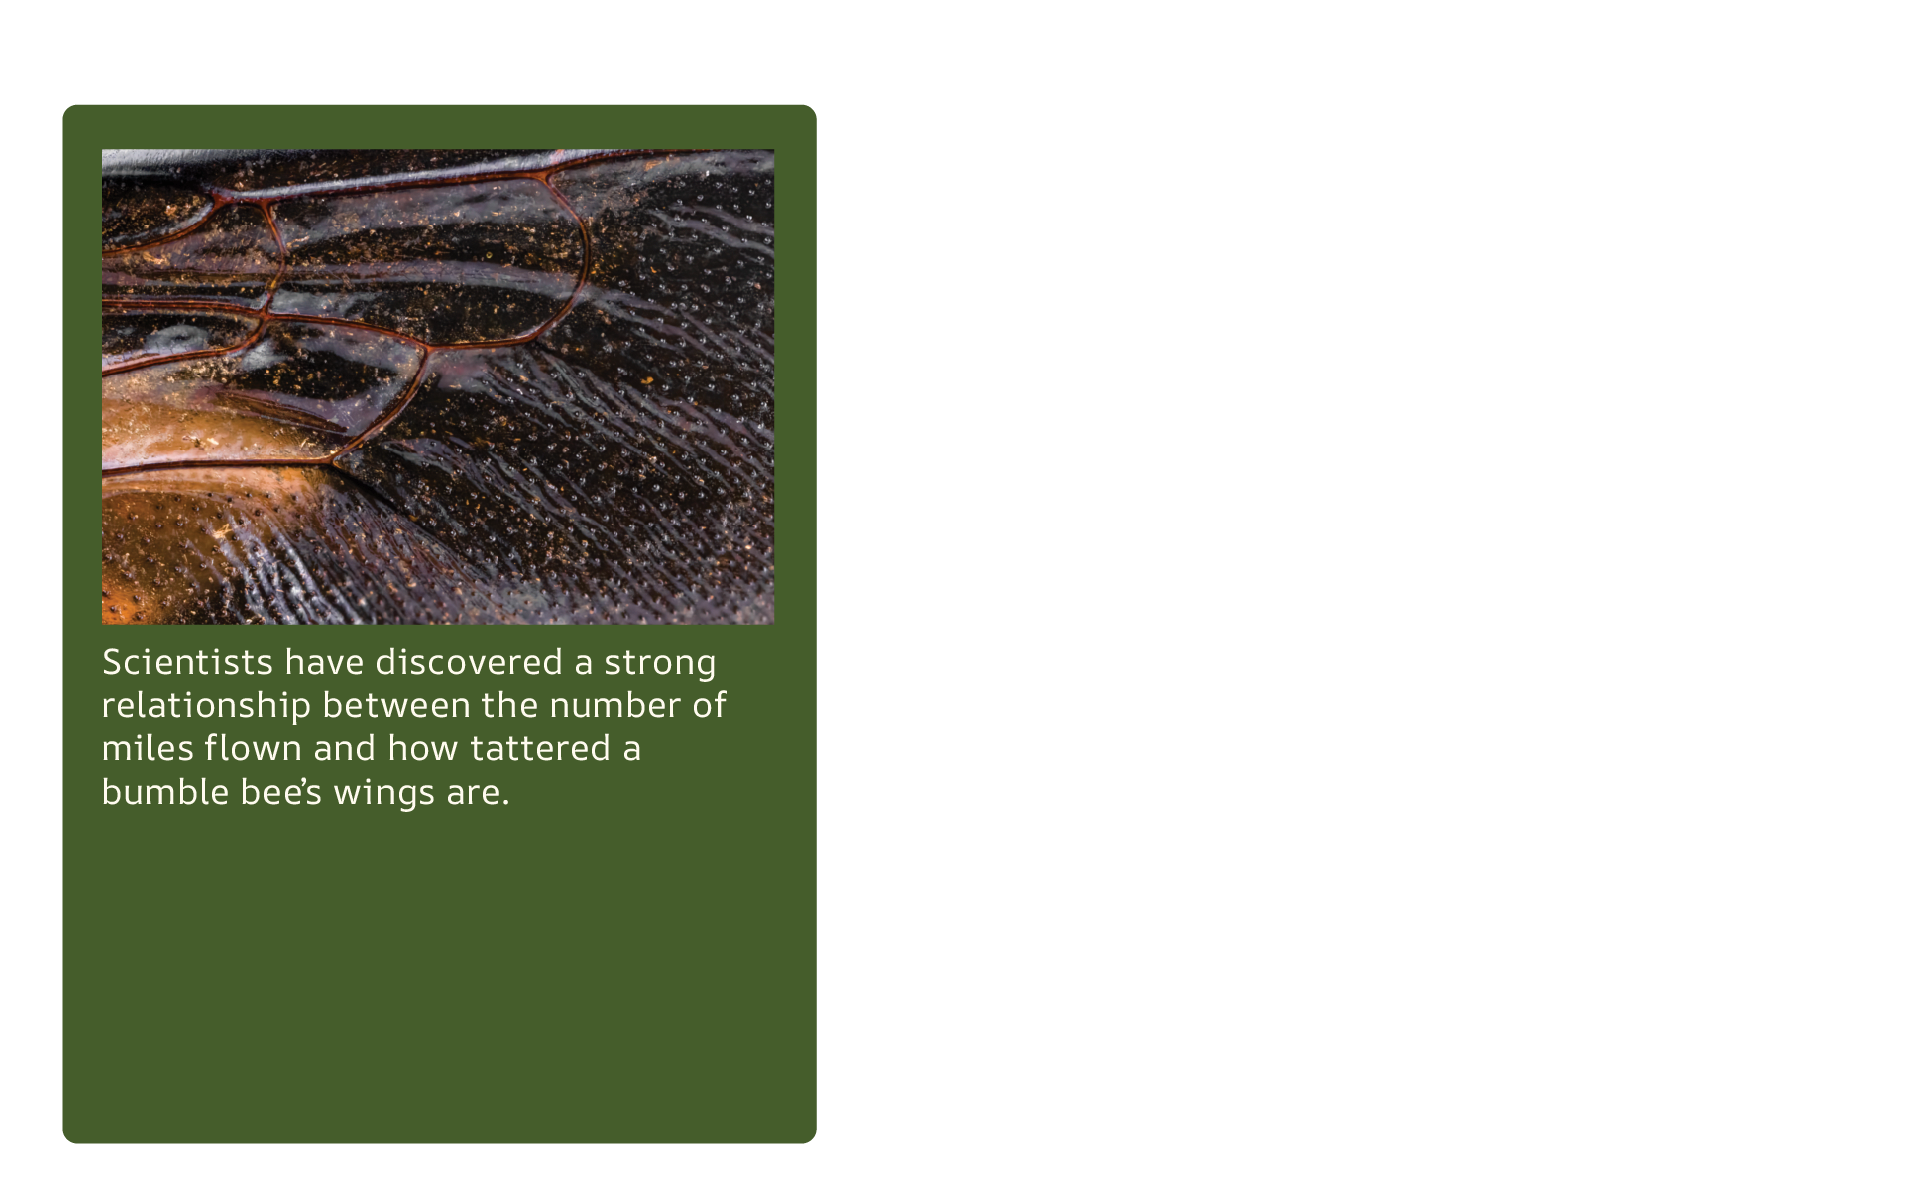 Scientists have discovered a strong
relationship between the number of
miles flown and how tattered a
bumble bee’s wings are.